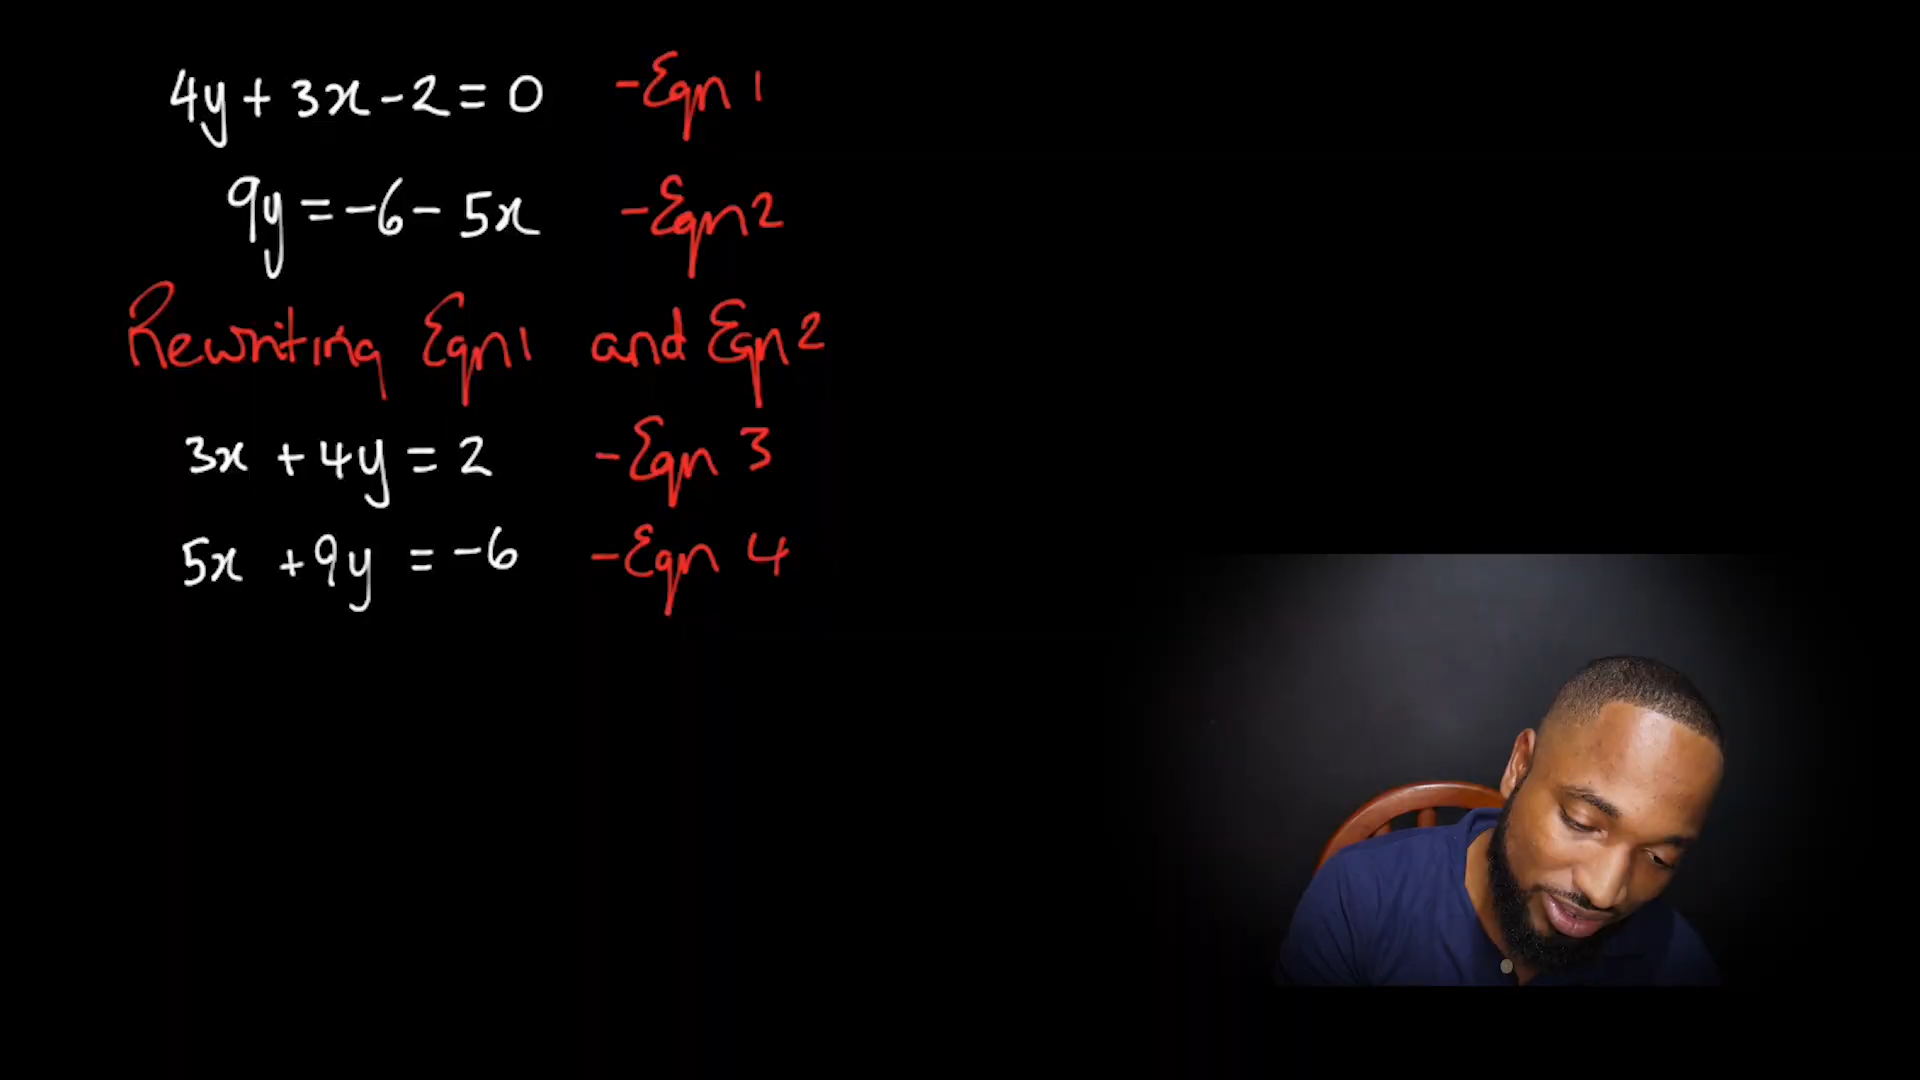 4y + 3x - 2 = 0 - Eqn 1
9y = -6 - 5x - Eqn 2
Rewriting Eqn 1 and Eqn 2
3x + 4y = 2 - Eqn 3
5x + 9y = -6 - Eqn 4